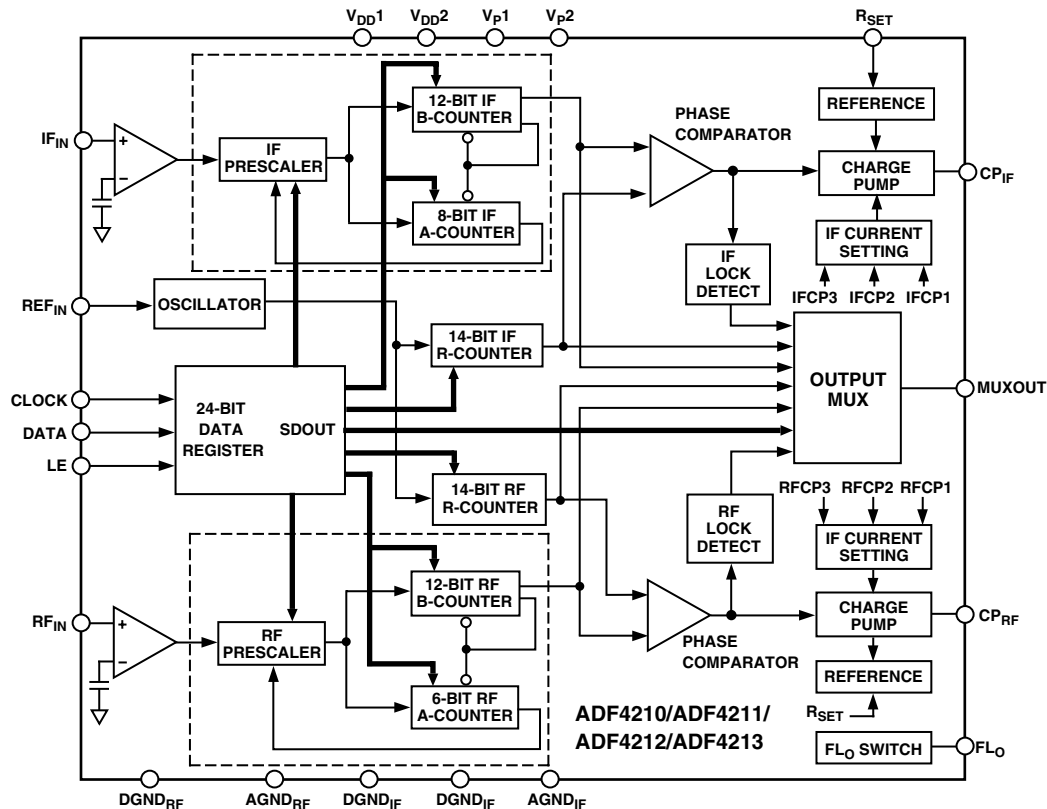 VDD1 VDD2 VP1 VP2 RSET
12-BIT IF
B-COUNTER
PHASE
COMPARATOR
REFERENCE
IFIN
+
−
IF
PRESCALER
CHARGE
PUMP
CPIF
8-BIT IF
A-COUNTER
IF CURRENT
SETTING
IF
LOCK
DETECT
IFCP3 IFCP2 IFCP1
REFIN
OSCILLATOR
14-BIT IF
R-COUNTER
OUTPUT
MUX
MUXOUT
CLOCK
DATA
LE
24-BIT
DATA
REGISTER
SDOUT
14-BIT RF
R-COUNTER
RF
LOCK
DETECT
RFCP3 RFCP2 RFCP1
IF CURRENT
SETTING
12-BIT RF
B-COUNTER
RFIN
+
−
RF
PRESCALER
CHARGE
PUMP
CPRF
PHASE
COMPARATOR
REFERENCE
6-BIT RF
A-COUNTER
RSET
ADF4210/ADF4211/
ADF4212/ADF4213
FLO SWITCH
FLO
DGNDRF AGNDRF DGNDIF DGNDIF AGNDIF